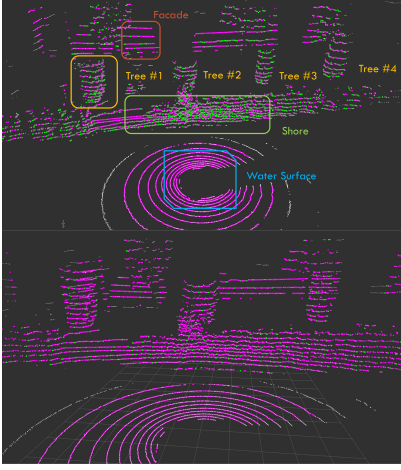 Facade
Tree #1
Tree #2
Tree #3
Tree #4
Shore
Water Surface